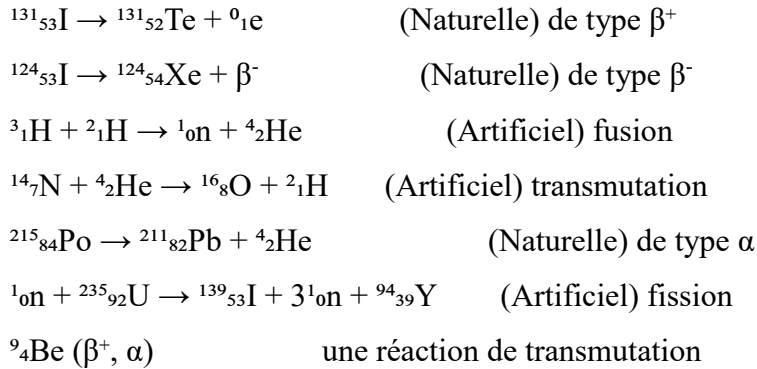 ¹³¹₅₃I → ¹³¹₅₂Te + ⁰₁e (Naturelle) de type β⁺
¹²⁴₅₃I → ¹²⁴₅₄Xe + β⁻ (Naturelle) de type β⁻
³₁H + ²₁H → ¹₀n + ⁴₂He (Artificiel) fusion
¹⁴₇N + ⁴₂He → ¹⁶₈O + ²₁H (Artificiel) transmutation
²¹⁵₈₄Po → ²¹¹₈₂Pb + ⁴₂He (Naturelle) de type α
¹₀n + ²³⁵₉₂U → ¹³⁹₅₃I + 3¹₀n + ⁹⁴₃₉Y (Artificiel) fission
⁹₄Be (β⁺, α) une réaction de transmutation